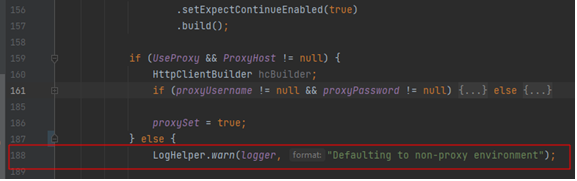 156 .setExpectContinueEnabled(true)
157 .build();
158
159 if (UseProxy && ProxyHost != null) {
160 HttpClientBuilder hcBuilder;
161 if (proxyUsername != null && proxyPassword != null) {...} else {...}
185
186 proxySet = true;
187 } else {
188 LogHelper.warn(logger, format: "Defaulting to non-proxy environment");
189